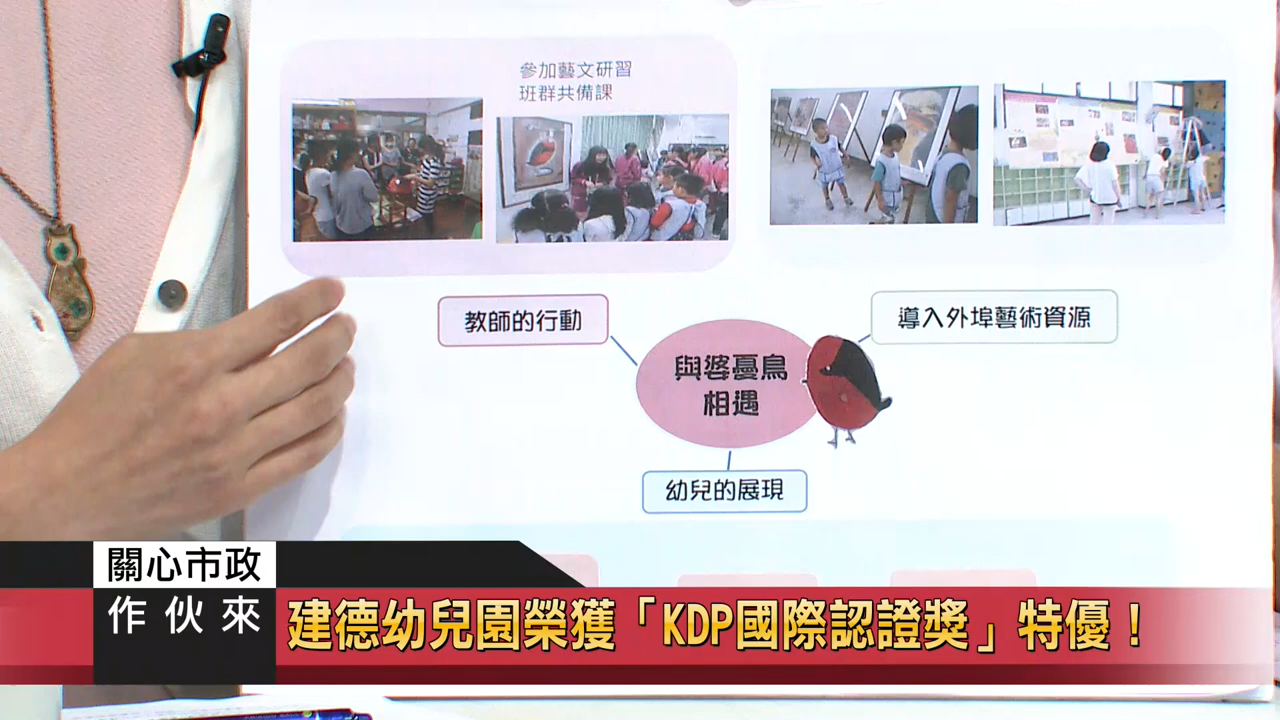 參加藝文研習
班群共備課
教師的行動
導入外埠藝術資源
與婆憂鳥
相遇
幼兒的展現
關心市政
作伙來
建德幼兒園榮獲「KDP國際認證獎」特優！